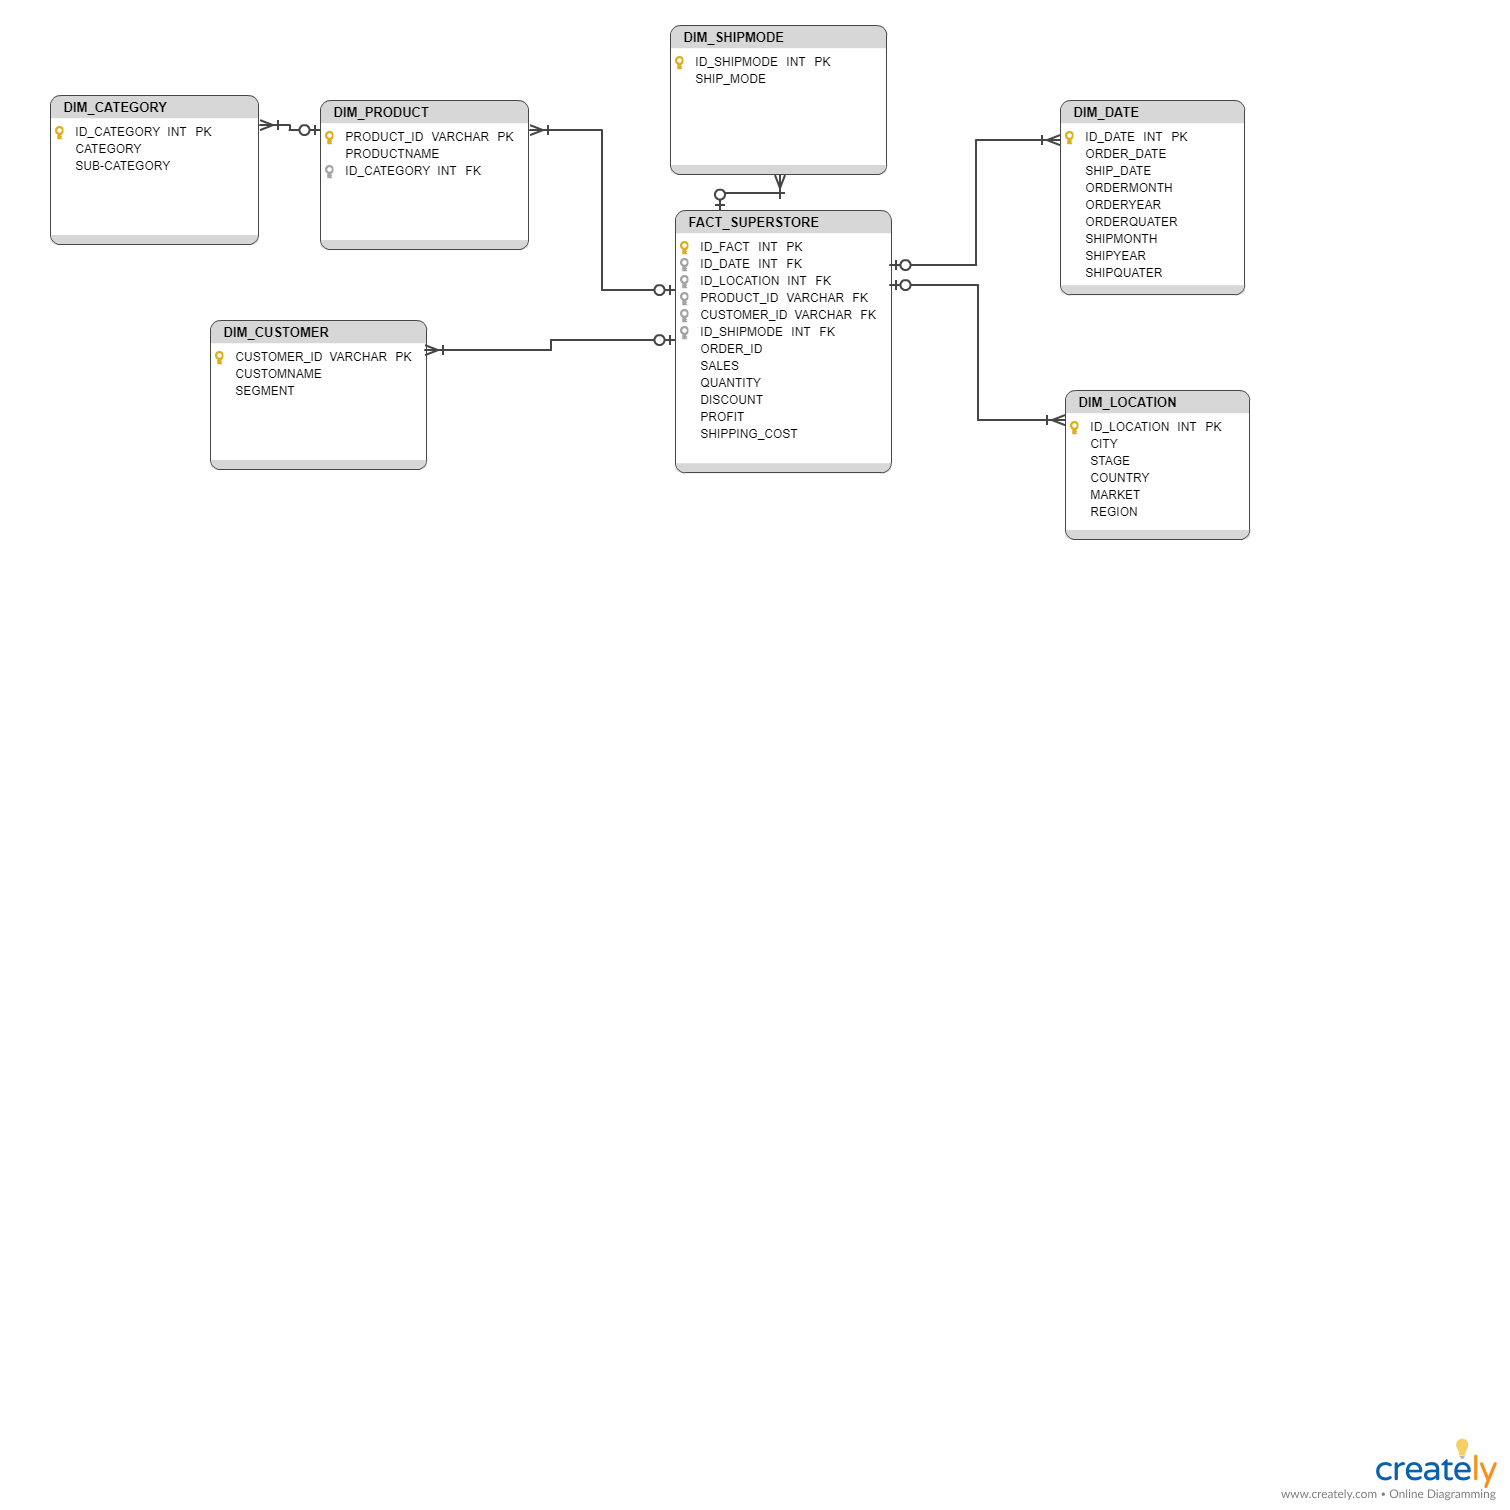 DIM_SHIPMODE
ID_SHIPMODE INT PK
SHIP_MODE
DIM_CATEGORY
ID_CATEGORY INT PK
CATEGORY
SUB-CATEGORY
DIM_PRODUCT
PRODUCT_ID VARCHAR PK
PRODUCTNAME
ID_CATEGORY INT FK
DIM_DATE
ID_DATE INT PK
ORDER_DATE
SHIP_DATE
ORDERMONTH
ORDERYEAR
ORDERQUATER
SHIPMONTH
SHIPYEAR
SHIPQUATER
FACT_SUPERSTORE
ID_FACT INT PK
ID_DATE INT FK
ID_LOCATION INT FK
PRODUCT_ID VARCHAR FK
CUSTOMER_ID VARCHAR FK
ID_SHIPMODE INT FK
ORDER_ID
SALES
QUANTITY
DISCOUNT
PROFIT
SHIPPING_COST
DIM_CUSTOMER
CUSTOMER_ID VARCHAR PK
CUSTOMNAME
SEGMENT
DIM_LOCATION
ID_LOCATION INT PK
CITY
STAGE
COUNTRY
MARKET
REGION
creately
www.creately.com • Online Diagramming